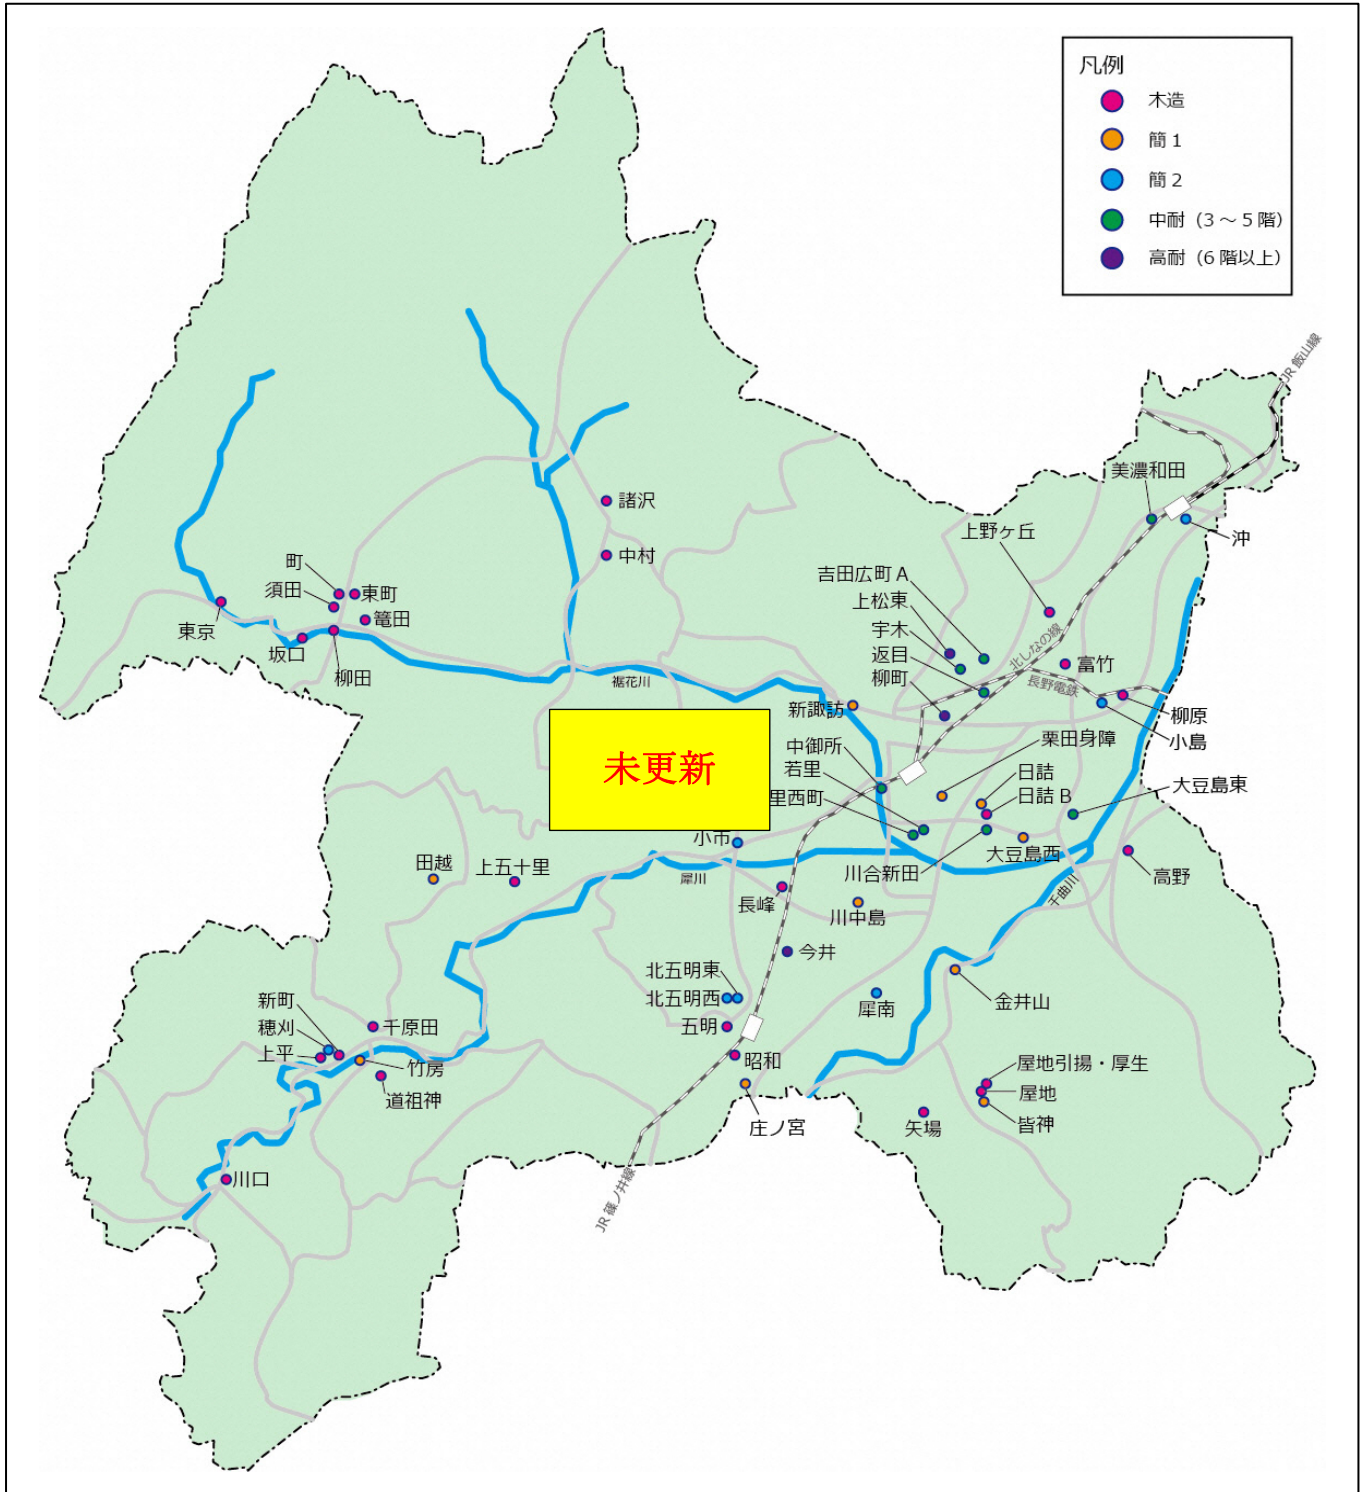 凡例
木造
簡1
簡2
中耐(3～5階)
高耐(6階以上)
JR 飯山線
美濃和田
沖
上野ヶ丘
諸沢
中村
吉田広町A
上松東
宇木
返目
柳町
町
須田
東町
篭田
東京
坂口
柳田
北しなの線
富竹
長野電鉄
裾花川
新諏訪
柳原
小島
未更新
中御所
若里
里西町
栗田身障
日詰
日詰B
大豆島東
小市
大豆島西
田越
上五十里
犀川
川合新田
高野
長峰
川中島
千曲川
今井
北五明東
北五明西
五明
犀南
金井山
新町
穂刈
上平
千原田
竹房
道祖神
昭和
庄ノ宮
屋地引揚・厚生
屋地
皆神
矢場
川口
JR 篠ノ井線